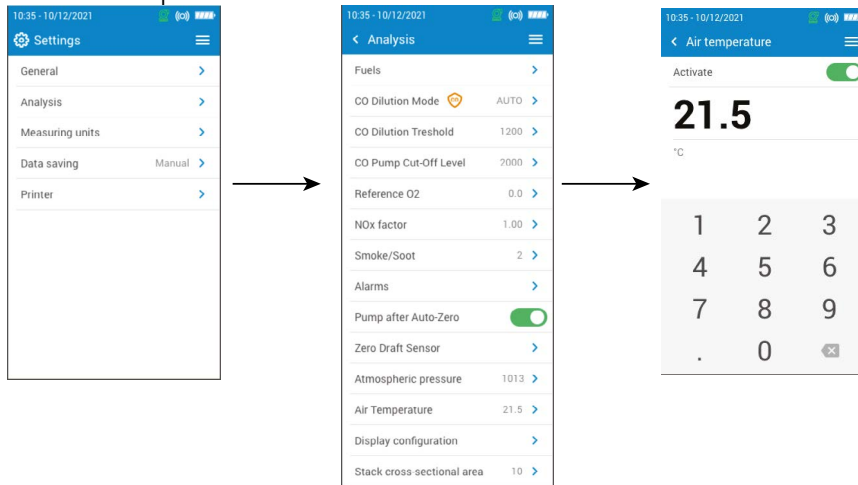 10:35 - 10/12/2021
Settings
General
Analysis
Measuring units
Data saving Manual
Printer
10:35 - 10/12/2021
Analysis
Fuels
CO Dilution Mode AUTO
CO Dilution Treshold 1200
CO Pump Cut-Off Level 2000
Reference O2 0.0
NOx factor 1.00
Smoke/Soot 2
Alarms
Pump after Auto-Zero
Zero Draft Sensor
Atmospheric pressure 1013
Air Temperature 21.5
Display configuration
Stack cross sectional area 10
10:35 - 10/12/2021
Air temperature
Activate
21.5
°C
1 2 3
4 5 6
7 8 9
. 0